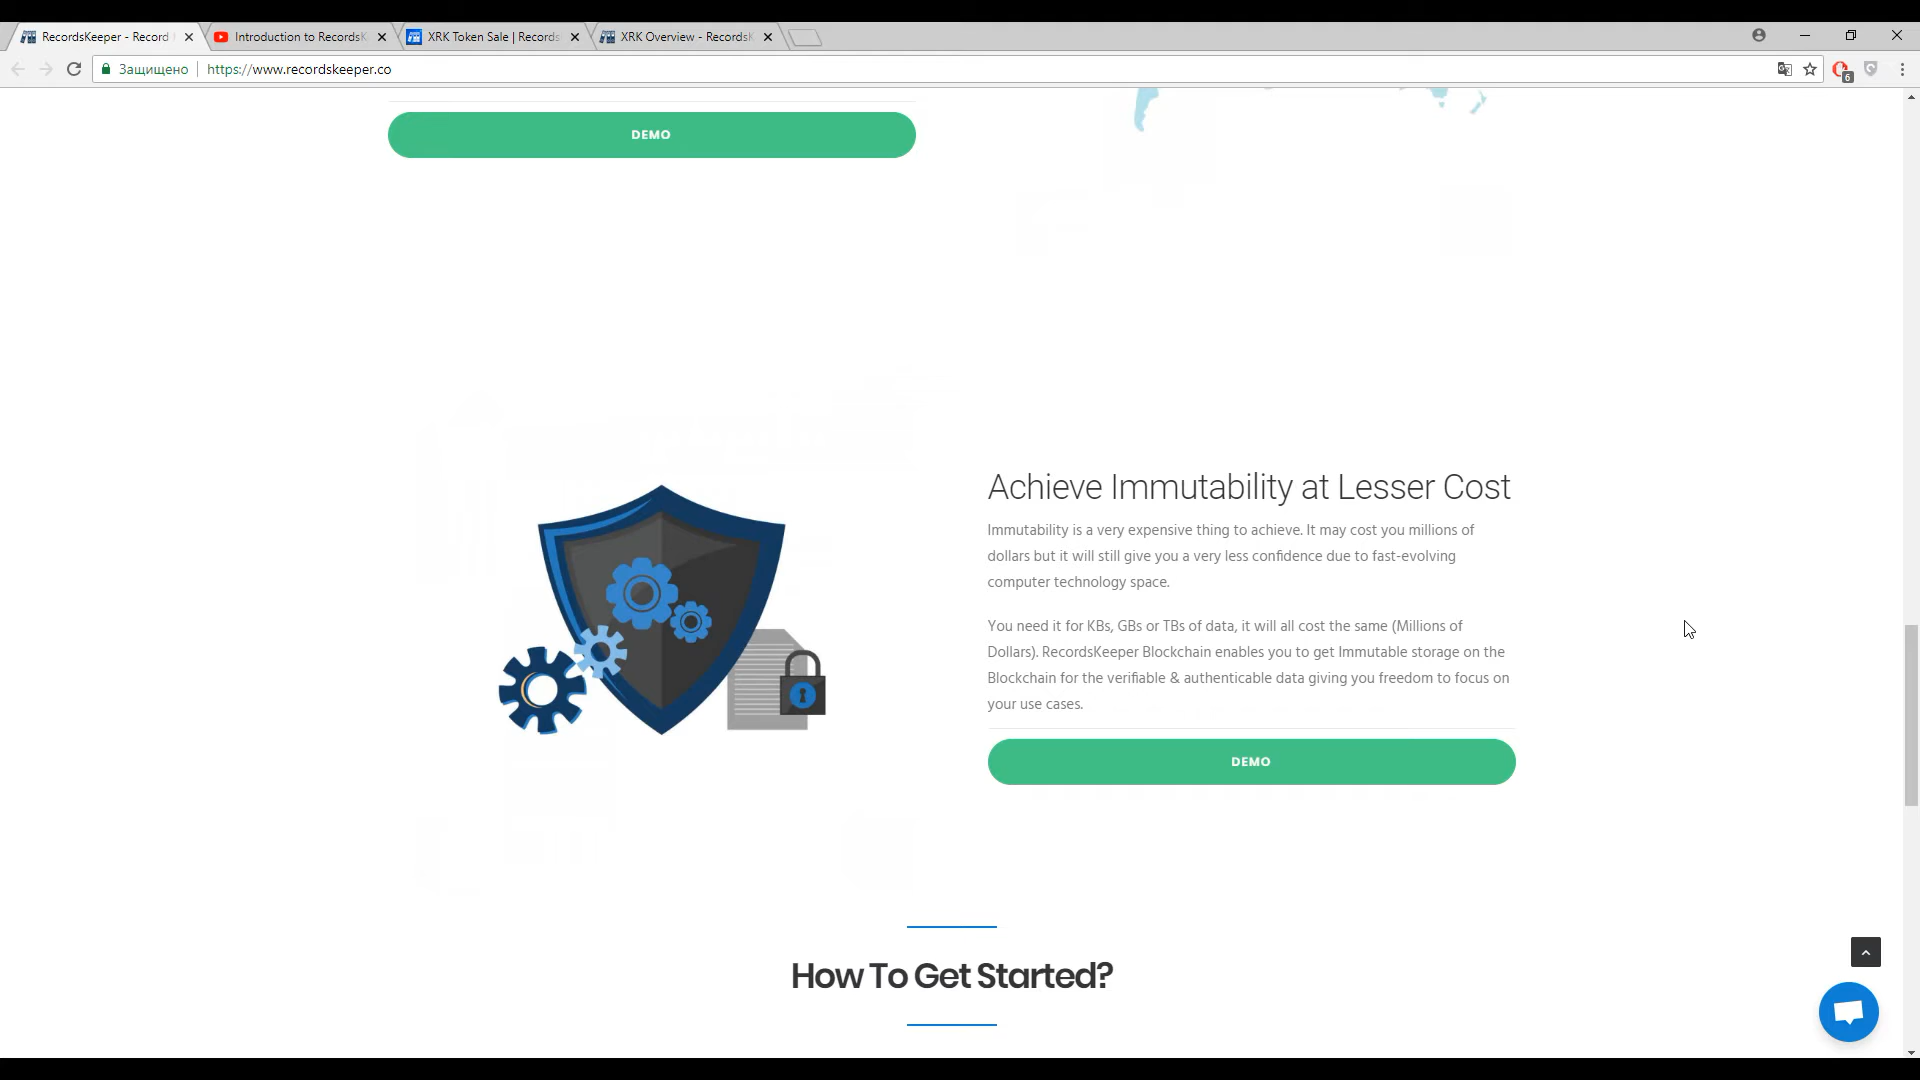 RecordsKeeper - Record
Introduction to RecordsK
XRK Token Sale | Records
XRK Overview - RecordsK
Защищено
https://www.recordskeeper.co
6
DEMO
Achieve Immutability at Lesser Cost
Immutability is a very expensive thing to achieve. It may cost you millions of
dollars but it will still give you a very less confidence due to fast-evolving
computer technology space.
You need it for KBs, GBs or TBs of data, it will all cost the same (Millions of
Dollars). RecordsKeeper Blockchain enables you to get Immutable storage on the
Blockchain for the verifiable & authenticable data giving you freedom to focus on
your use cases.
DEMO
How To Get Started?